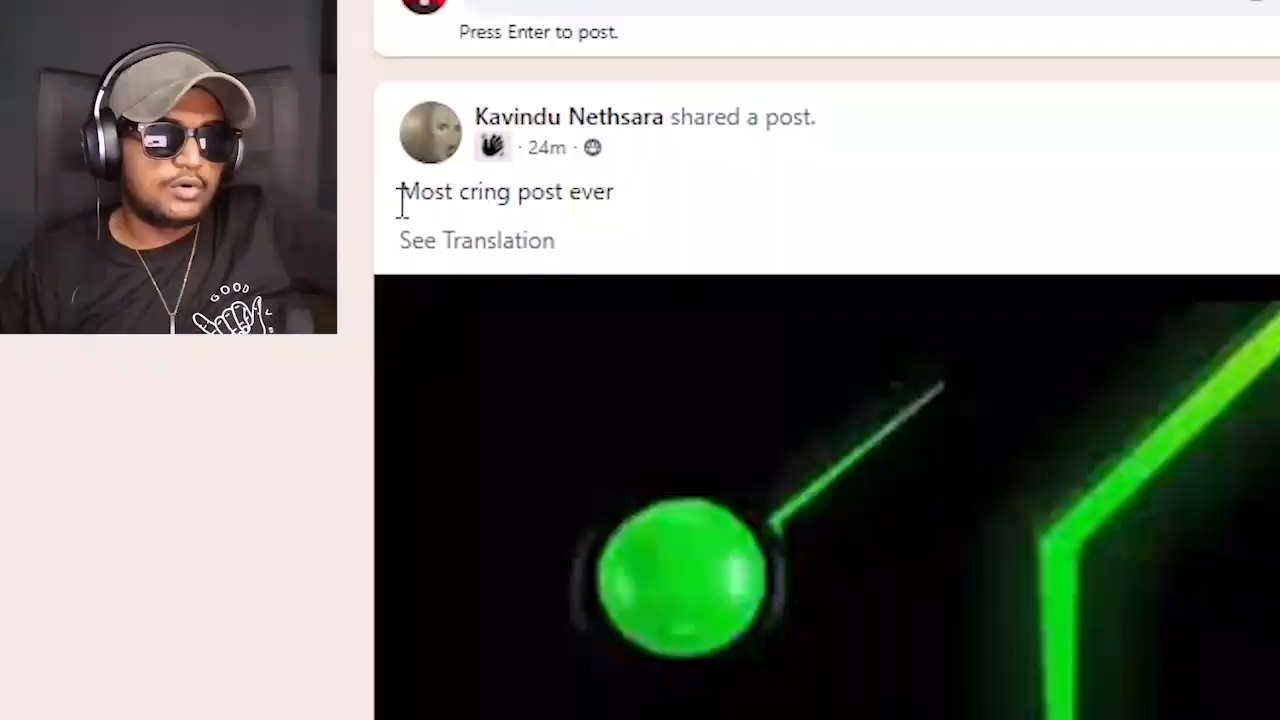 Press Enter to post.
Kavindu Nethsara shared a post.
· 24m ·
Most cring post ever
See Translation